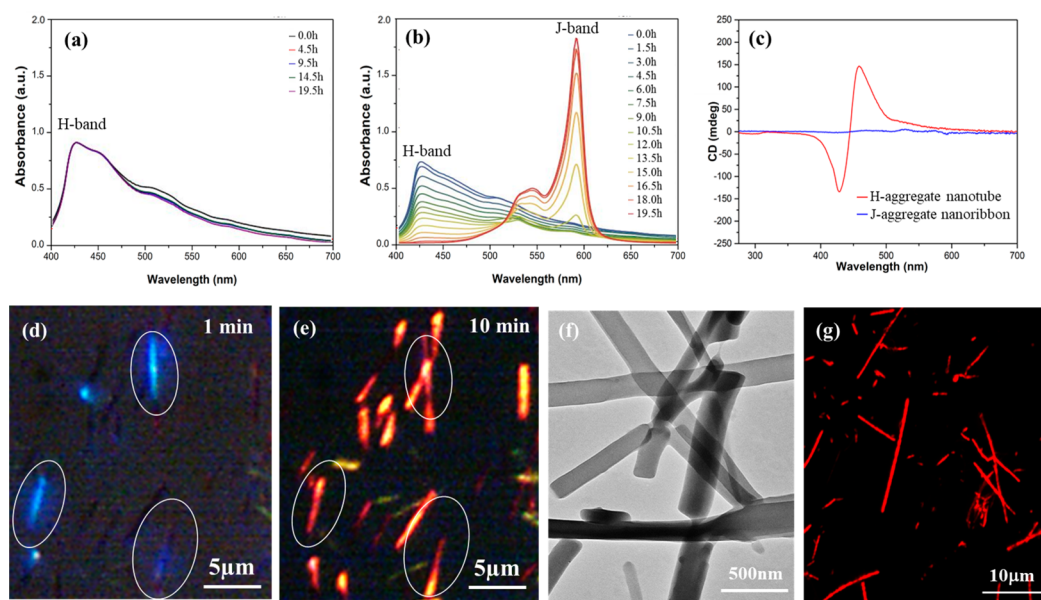 (a)
2.0
1.5
1.0
0.5
0.0
400 450 500 550 600 650 700
Absorbance (a.u.)
Wavelength (nm)
H-band
0.0h
4.5h
9.5h
14.5h
19.5h
(b)
2.0
1.5
1.0
0.5
0.0
400 450 500 550 600 650 700
Absorbance (a.u.)
Wavelength (nm)
H-band
J-band
0.0h
1.5h
3.0h
4.5h
6.0h
7.5h
9.0h
10.5h
12.0h
13.5h
15.0h
16.5h
18.0h
19.5h
(c)
250
200
150
100
50
0
-50
-100
-150
-200
-250
300 400 500 600 700
CD (mdeg)
Wavelength (nm)
H-aggregate nanotube
J-aggregate nanoribbon
(d) 1 min
5μm
(e) 10 min
5μm
(f)
500nm
(g)
10μm